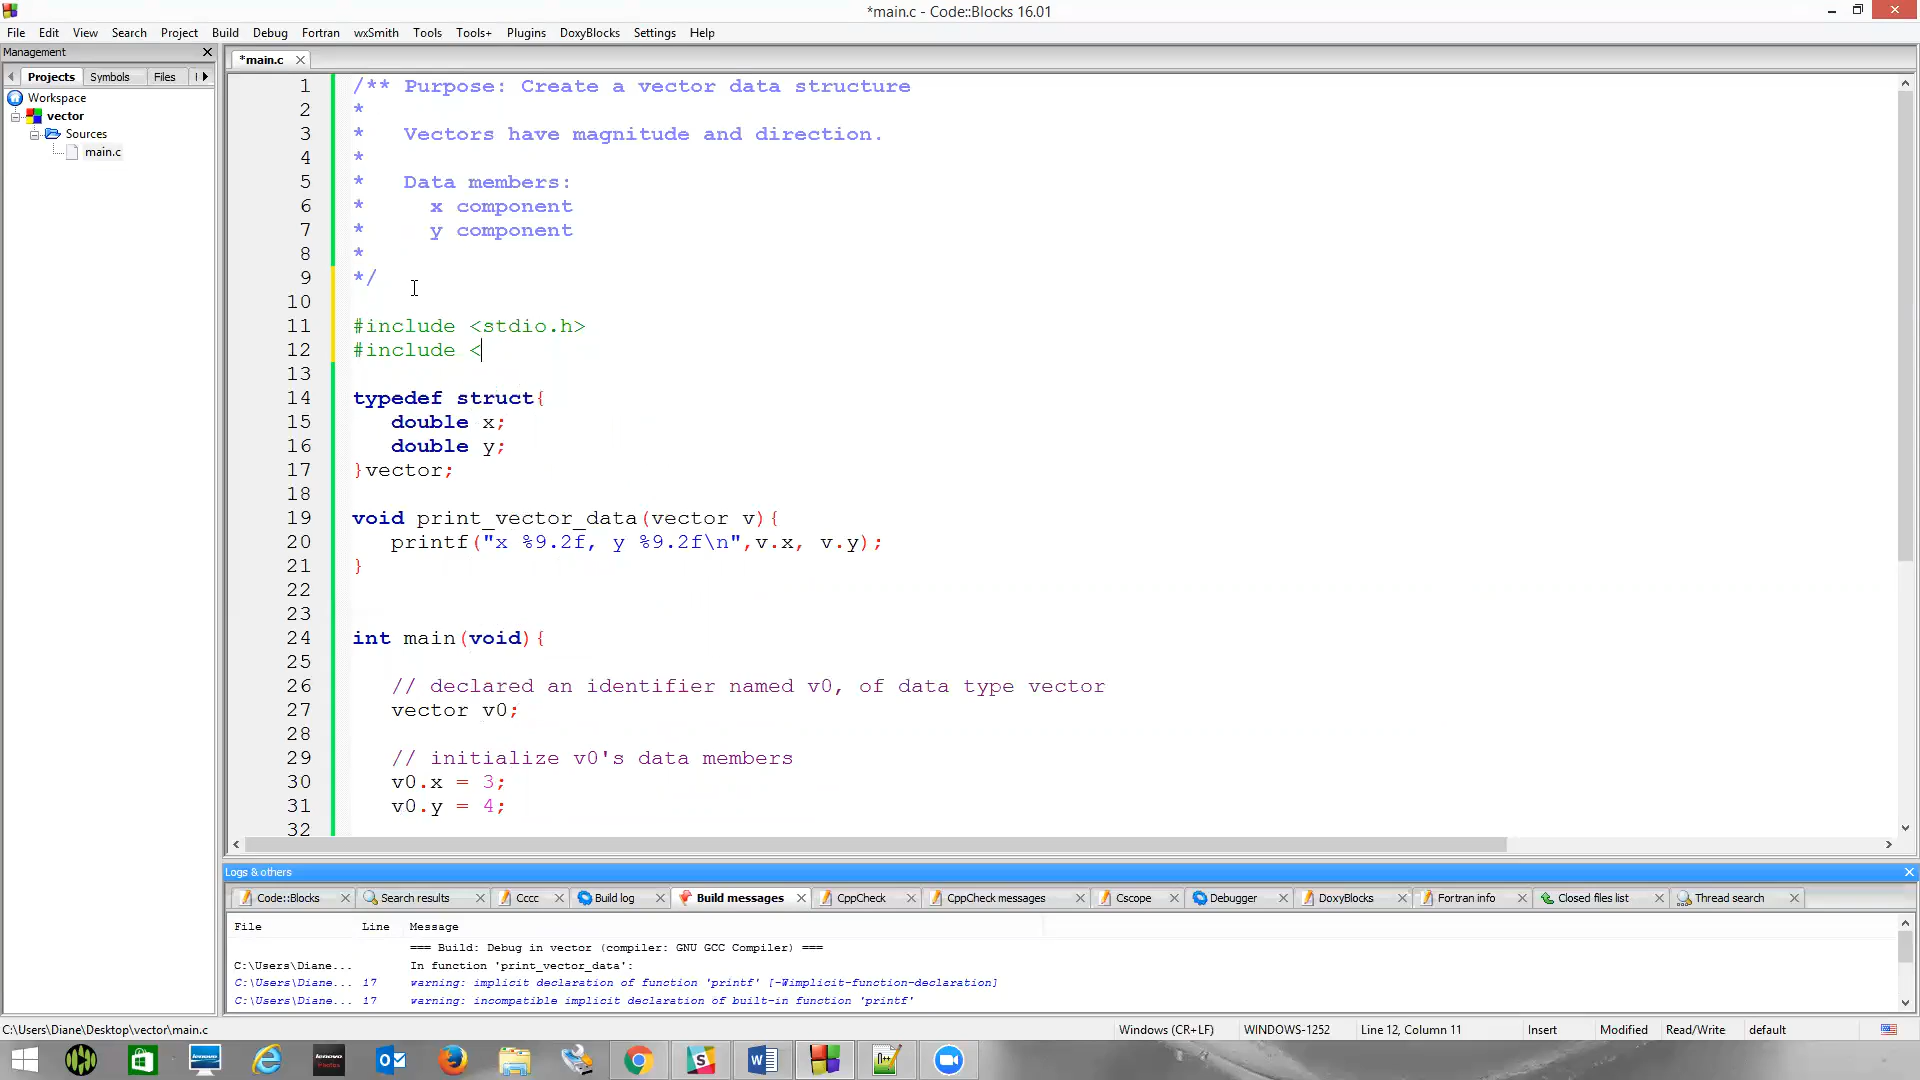 *main.c - Code::Blocks 16.01
File Edit View Search Project Build Debug Fortran wxSmith Tools Tools+ Plugins DoxyBlocks Settings Help
Management
Projects Symbols Files
Workspace
vector
Sources
main.c
*main.c
1 /** Purpose: Create a vector data structure
2 *
3 * Vectors have magnitude and direction.
4 *
5 * Data members:
6 * x component
7 * y component
8 *
9 */
10
11 #include <stdio.h>
12 #include <
13
14 typedef struct{
15 double x;
16 double y;
17 }vector;
18
19 void print_vector_data(vector v){
20 printf("x %9.2f, y %9.2f\n",v.x, v.y);
21 }
22
23
24 int main(void){
25
26 // declared an identifier named v0, of data type vector
27 vector v0;
28
29 // initialize v0's data members
30 v0.x = 3;
31 v0.y = 4;
32
Logs & others
Code::Blocks Search results Cccc Build log Build messages CppCheck CppCheck messages Cscope Debugger DoxyBlocks Fortran info Closed files list Thread search
File Line Message
=== Build: Debug in vector (compiler: GNU GCC Compiler) ===
C:\Users\Diane... In function 'print_vector_data':
C:\Users\Diane... 17 warning: implicit declaration of function 'printf' [-Wimplicit-function-declaration]
C:\Users\Diane... 17 warning: incompatible implicit declaration of built-in function 'printf'
C:\Users\Diane\Desktop\vector\main.c Windows (CR+LF) WINDOWS-1252 Line 12, Column 11 Insert Modified Read/Write default